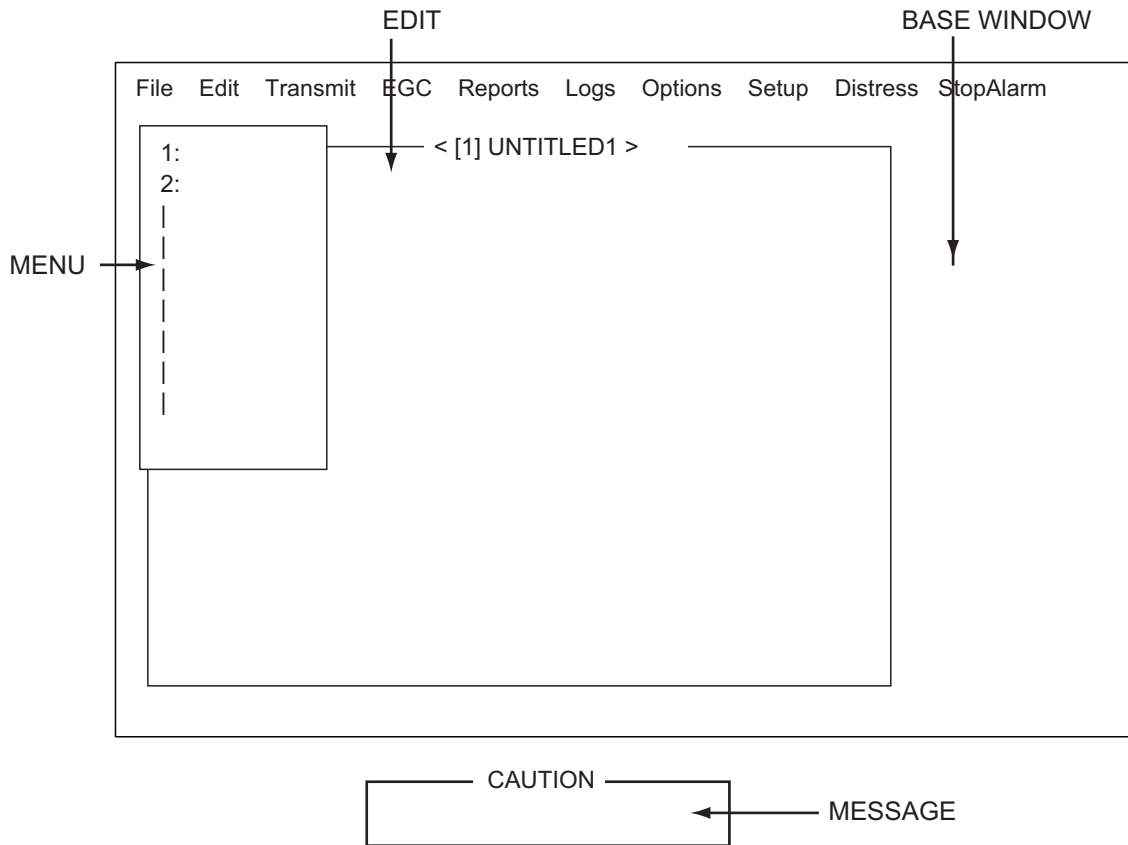 EDIT BASE WINDOW
File Edit Transmit EGC Reports Logs Options Setup Distress StopAlarm
< [1] UNTITLED1 >
1:
2:
MENU
CAUTION
MESSAGE